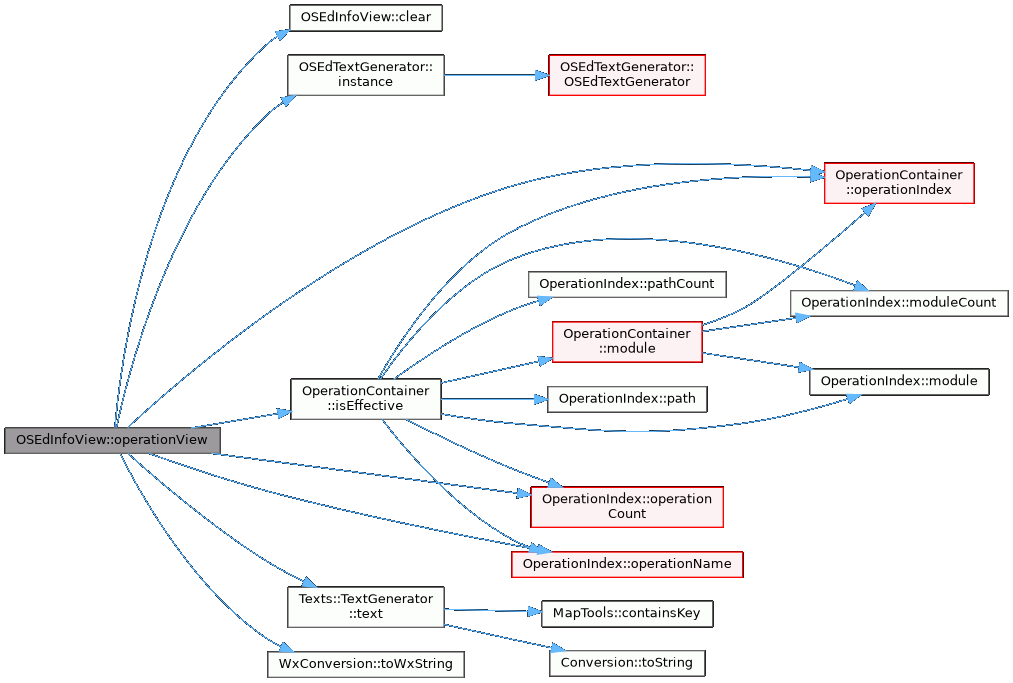 OSEdInfoView::clear
OSEdTextGenerator::
instance
OSEdTextGenerator::
OSEdTextGenerator
OperationContainer
::operationIndex
OperationIndex::pathCount
OperationIndex::moduleCount
OperationContainer
::module
OperationIndex::module
OperationContainer
::isEffective
OperationIndex::path
OSEdInfoView::operationView
OperationIndex::operation
Count
OperationIndex::operationName
Texts::TextGenerator
::text
MapTools::containsKey
WxConversion::toWxString
Conversion::toString